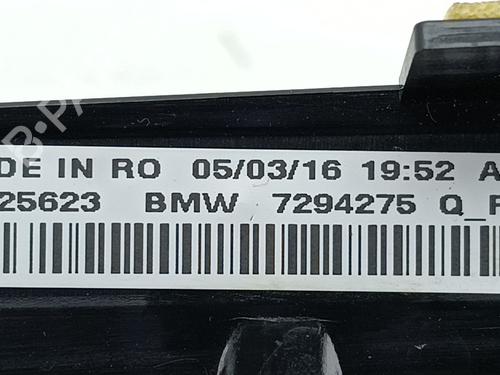 DE IN RO 05/03/16 19:52 A
25623 BMW 7294275 Q_F